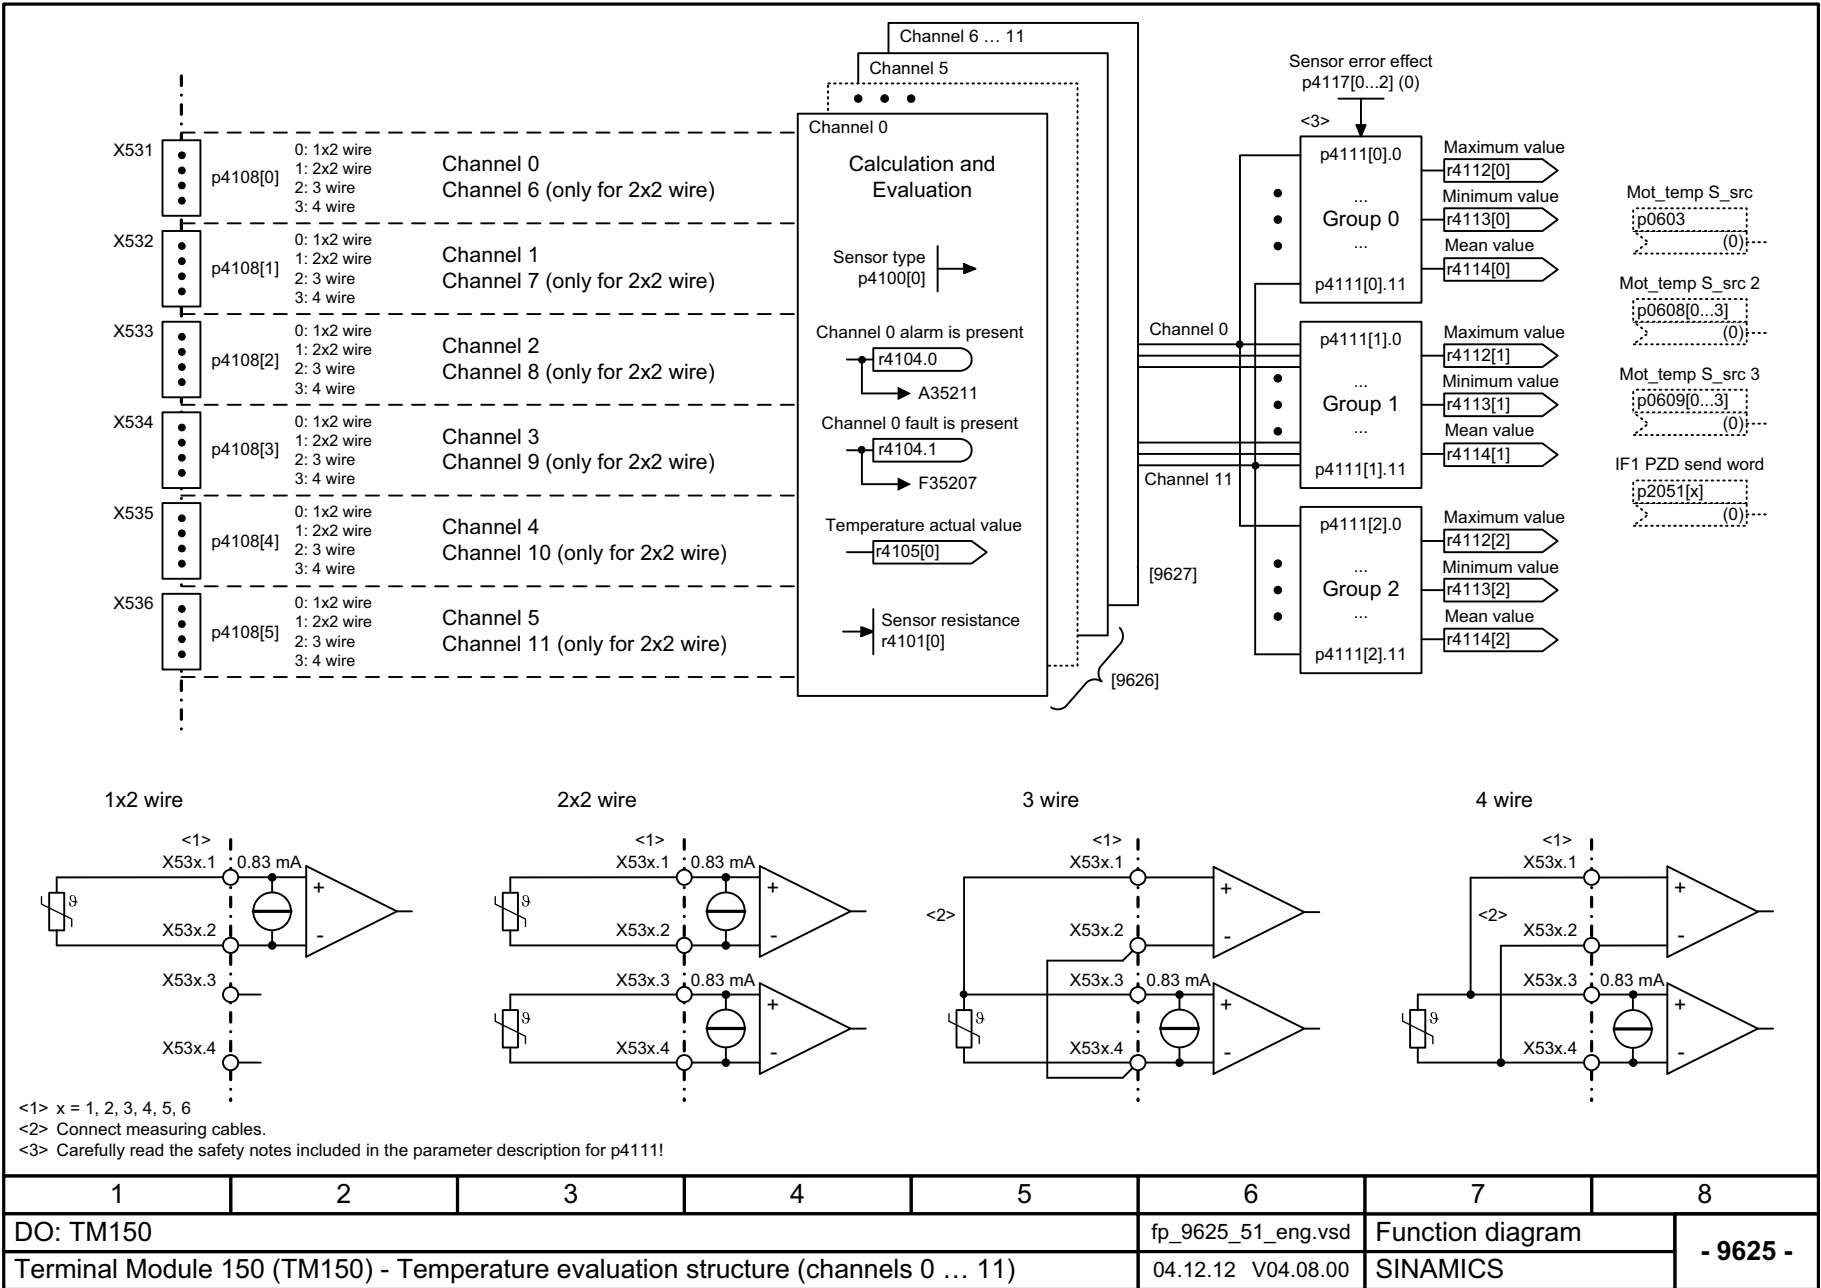 Channel 6 … 11
Channel 5
Channel 0
Calculation and
Evaluation
Sensor type
p4100[0]
Channel 0 alarm is present
r4104.0
A35211
Channel 0 fault is present
r4104.1
F35207
Temperature actual value
r4105[0]
Sensor resistance
r4101[0]
[9627]
[9626]
X531
p4108[0]
0: 1x2 wire
1: 2x2 wire
2: 3 wire
3: 4 wire
Channel 0
Channel 6 (only for 2x2 wire)
X532
p4108[1]
0: 1x2 wire
1: 2x2 wire
2: 3 wire
3: 4 wire
Channel 1
Channel 7 (only for 2x2 wire)
X533
p4108[2]
0: 1x2 wire
1: 2x2 wire
2: 3 wire
3: 4 wire
Channel 2
Channel 8 (only for 2x2 wire)
X534
p4108[3]
0: 1x2 wire
1: 2x2 wire
2: 3 wire
3: 4 wire
Channel 3
Channel 9 (only for 2x2 wire)
X535
p4108[4]
0: 1x2 wire
1: 2x2 wire
2: 3 wire
3: 4 wire
Channel 4
Channel 10 (only for 2x2 wire)
X536
p4108[5]
0: 1x2 wire
1: 2x2 wire
2: 3 wire
3: 4 wire
Channel 5
Channel 11 (only for 2x2 wire)
Channel 0
Channel 11
Sensor error effect
p4117[0...2] (0)
<3>
p4111[0].0
...
Group 0
...
p4111[0].11
Maximum value
r4112[0]
Minimum value
r4113[0]
Mean value
r4114[0]
p4111[1].0
...
Group 1
...
p4111[1].11
Maximum value
r4112[1]
Minimum value
r4113[1]
Mean value
r4114[1]
p4111[2].0
...
Group 2
...
p4111[2].11
Maximum value
r4112[2]
Minimum value
r4113[2]
Mean value
r4114[2]
Mot_temp S_src
p0603
(0)
Mot_temp S_src 2
p0608[0...3]
(0)
Mot_temp S_src 3
p0609[0...3]
(0)
IF1 PZD send word
p2051[x]
(0)
1x2 wire
<1>
X53x.1
0.83 mA
+
ϑ
X53x.2
-
X53x.3
X53x.4
2x2 wire
<1>
X53x.1
0.83 mA
+
ϑ
X53x.2
-
X53x.3
0.83 mA
+
ϑ
X53x.4
-
3 wire
<1>
X53x.1
+
<2>
X53x.2
-
X53x.3
0.83 mA
+
ϑ
X53x.4
-
4 wire
<1>
X53x.1
+
<2>
X53x.2
-
X53x.3
0.83 mA
+
ϑ
X53x.4
-
<1> x = 1, 2, 3, 4, 5, 6
<2> Connect measuring cables.
<3> Carefully read the safety notes included in the parameter description for p4111!
1 2 3 4 5 6 7 8
DO: TM150
fp_9625_51_eng.vsd
Function diagram
- 9625 -
Terminal Module 150 (TM150) - Temperature evaluation structure (channels 0 … 11)
04.12.12 V04.08.00
SINAMICS